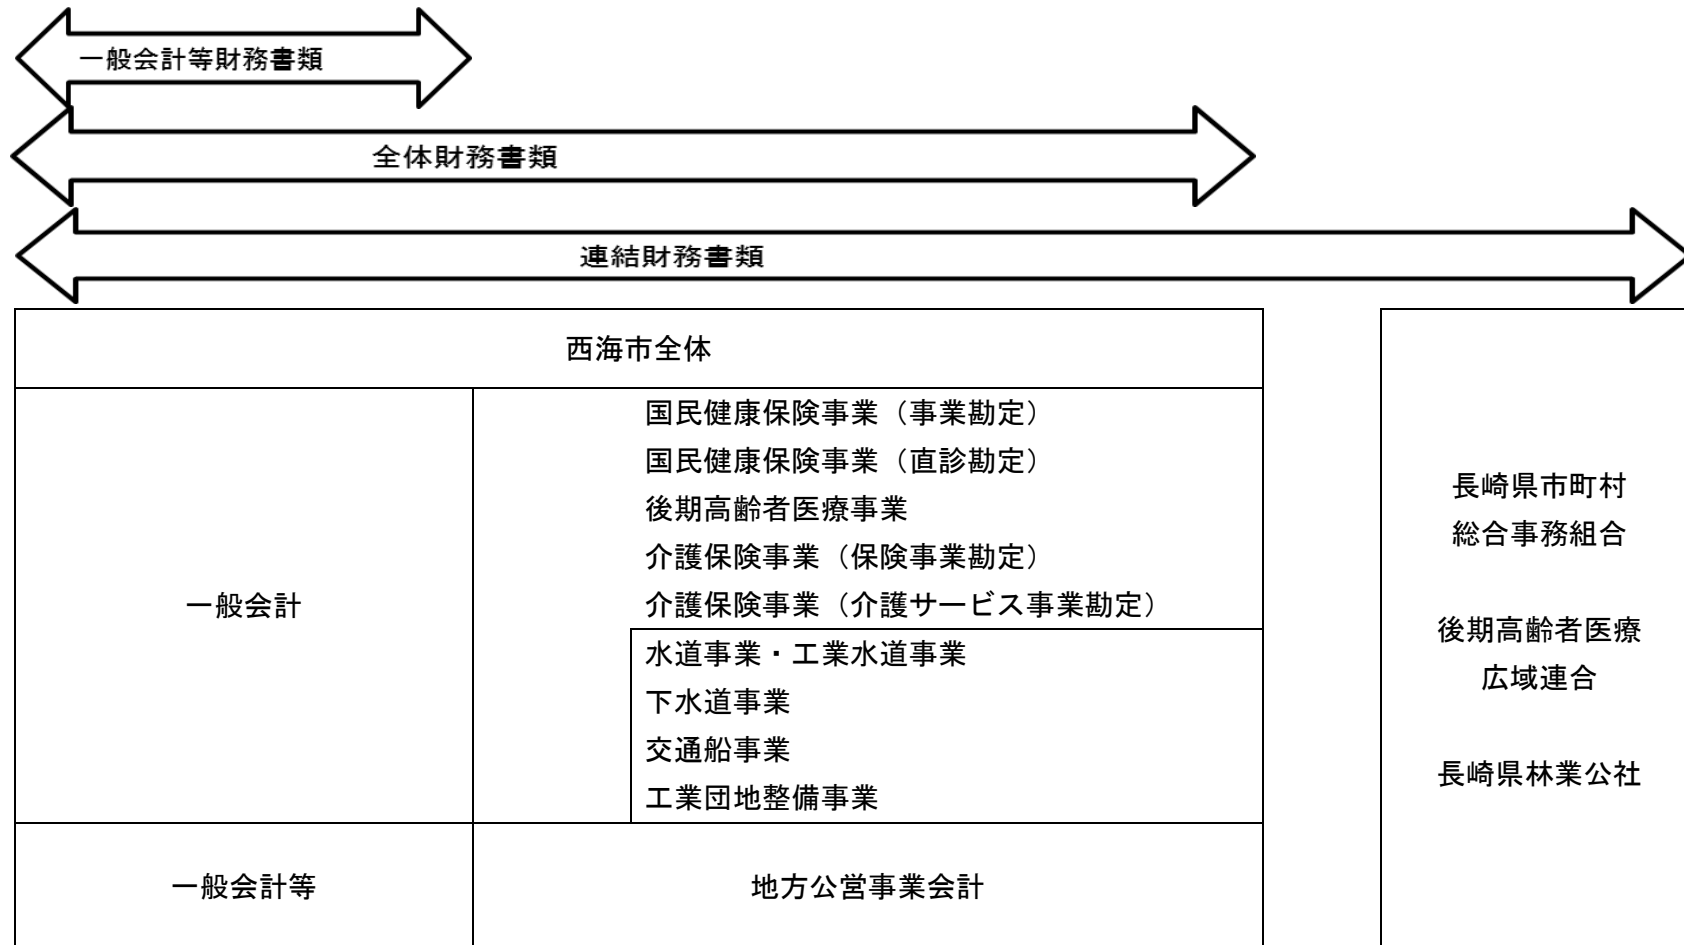 一般会計等財務書類
全体財務書類
連結財務書類
西海市全体
一般会計
国民健康保険事業（事業勘定）
国民健康保険事業（直診勘定）
後期高齢者医療事業
介護保険事業（保険事業勘定）
介護保険事業（介護サービス事業勘定）
水道事業・工業水道事業
下水道事業
交通船事業
工業団地整備事業
一般会計等
地方公営事業会計
長崎県市町村
総合事務組合
後期高齢者医療
広域連合
長崎県林業公社